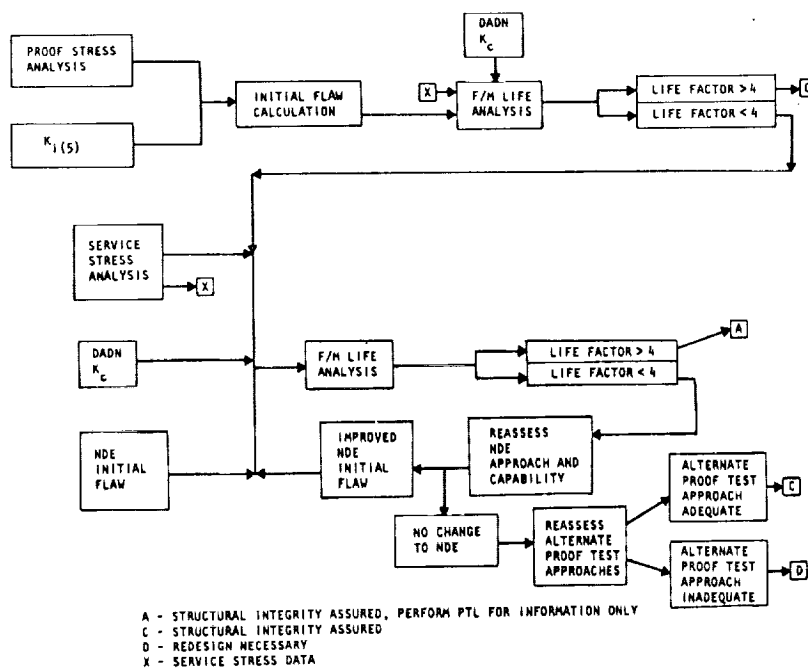 DADN
Kc
PROOF STRESS
ANALYSIS
INITIAL FLAW
CALCULATION
X
F/M LIFE
ANALYSIS
LIFE FACTOR >4
LIFE FACTOR <4
Ki(5)
SERVICE
STRESS
ANALYSIS
X
DADN
Kc
F/M LIFE
ANALYSIS
LIFE FACTOR >4
LIFE FACTOR <4
A
NDE
INITIAL
FLAW
IMPROVED
NDE
INITIAL
FLAW
REASSESS
NDE
APPROACH AND
CAPABILITY
NO CHANGE
TO NDE
REASSESS
ALTERNATE
PROOF TEST
APPROACHES
ALTERNATE
PROOF TEST
APPROACH
ADEQUATE
C
ALTERNATE
PROOF TEST
APPROACH
INADEQUATE
D
A - STRUCTURAL INTEGRITY ASSURED, PERFORM PTL FOR INFORMATION ONLY
C - STRUCTURAL INTEGRITY ASSURED
D - REDESIGN NECESSARY
X - SERVICE STRESS DATA